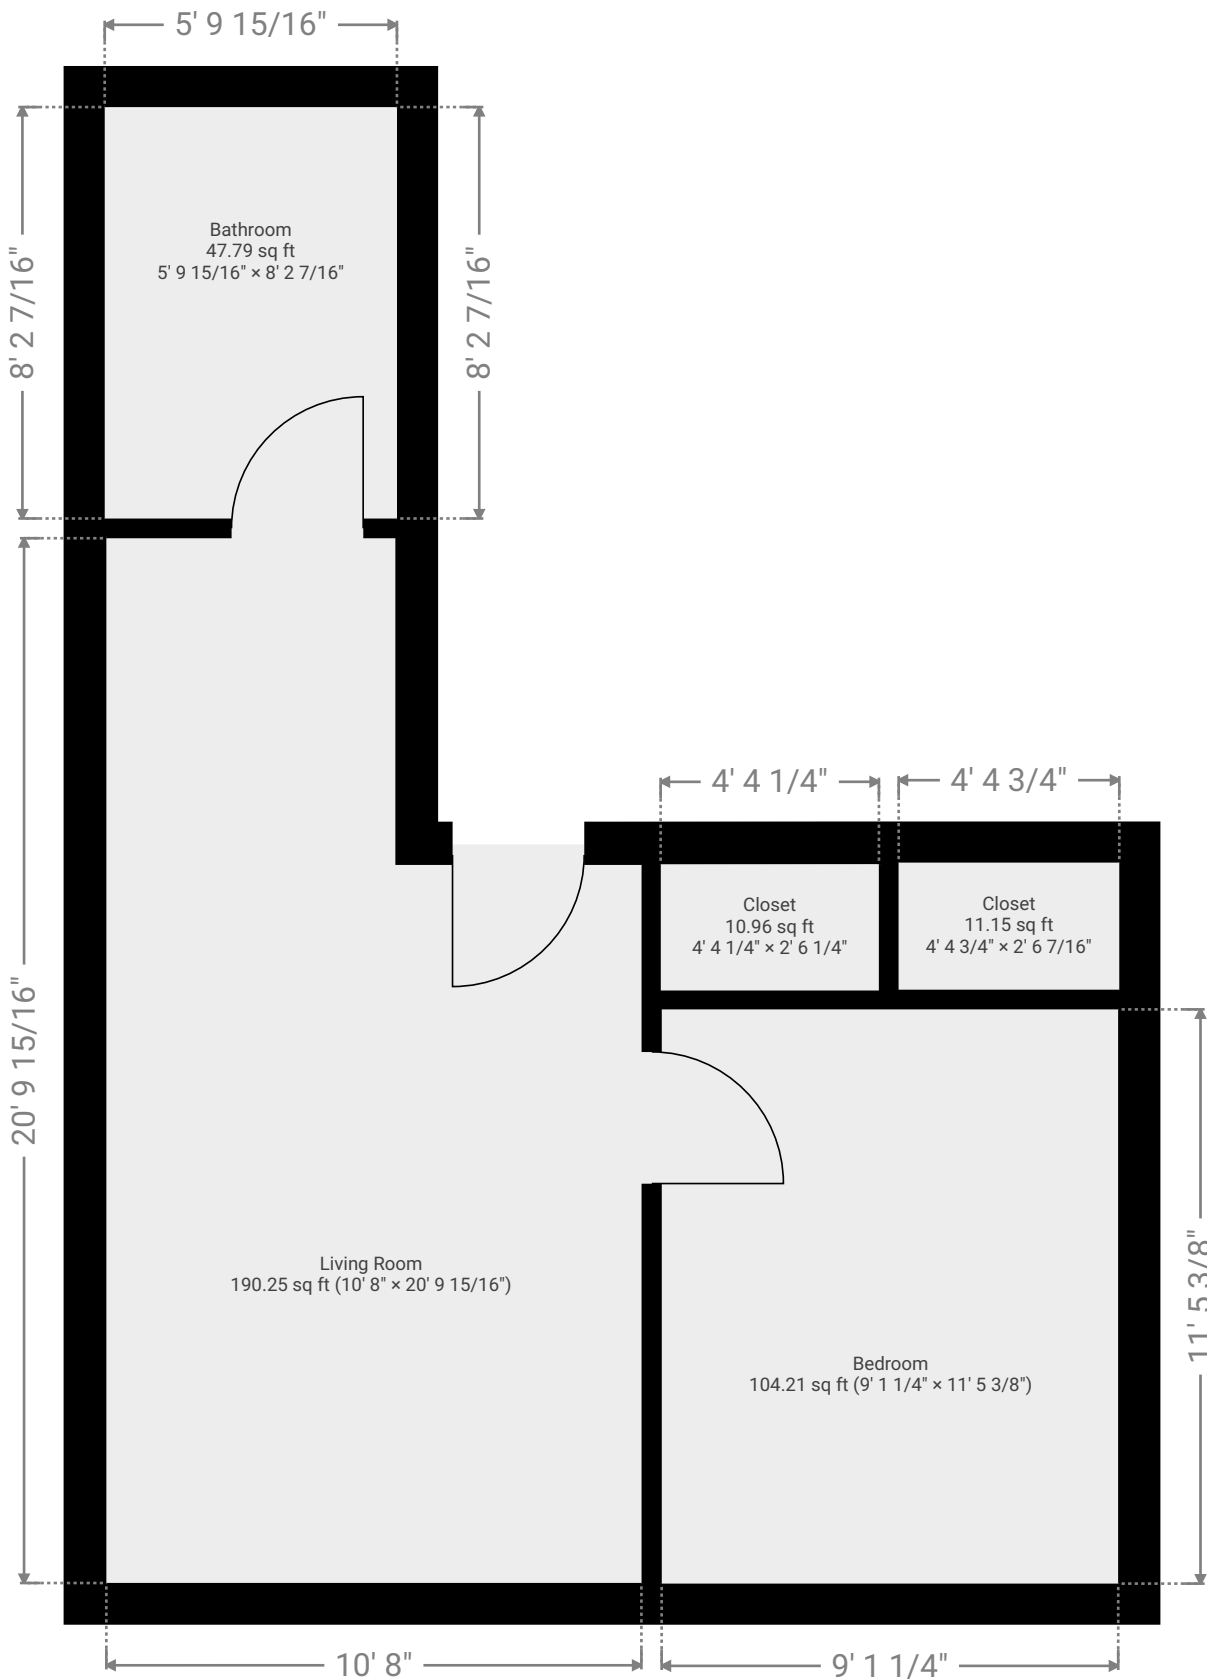 5' 9 15/16"
8' 2 7/16"
8' 2 7/16"
Bathroom
47.79 sq ft
5' 9 15/16" × 8' 2 7/16"
4' 4 1/4"
4' 4 3/4"
Closet
10.96 sq ft
4' 4 1/4" × 2' 6 1/4"
Closet
11.15 sq ft
4' 4 3/4" × 2' 6 7/16"
20' 9 15/16"
Living Room
190.25 sq ft (10' 8" × 20' 9 15/16")
11' 5 3/8"
Bedroom
104.21 sq ft (9' 1 1/4" × 11' 5 3/8")
10' 8"
9' 1 1/4"